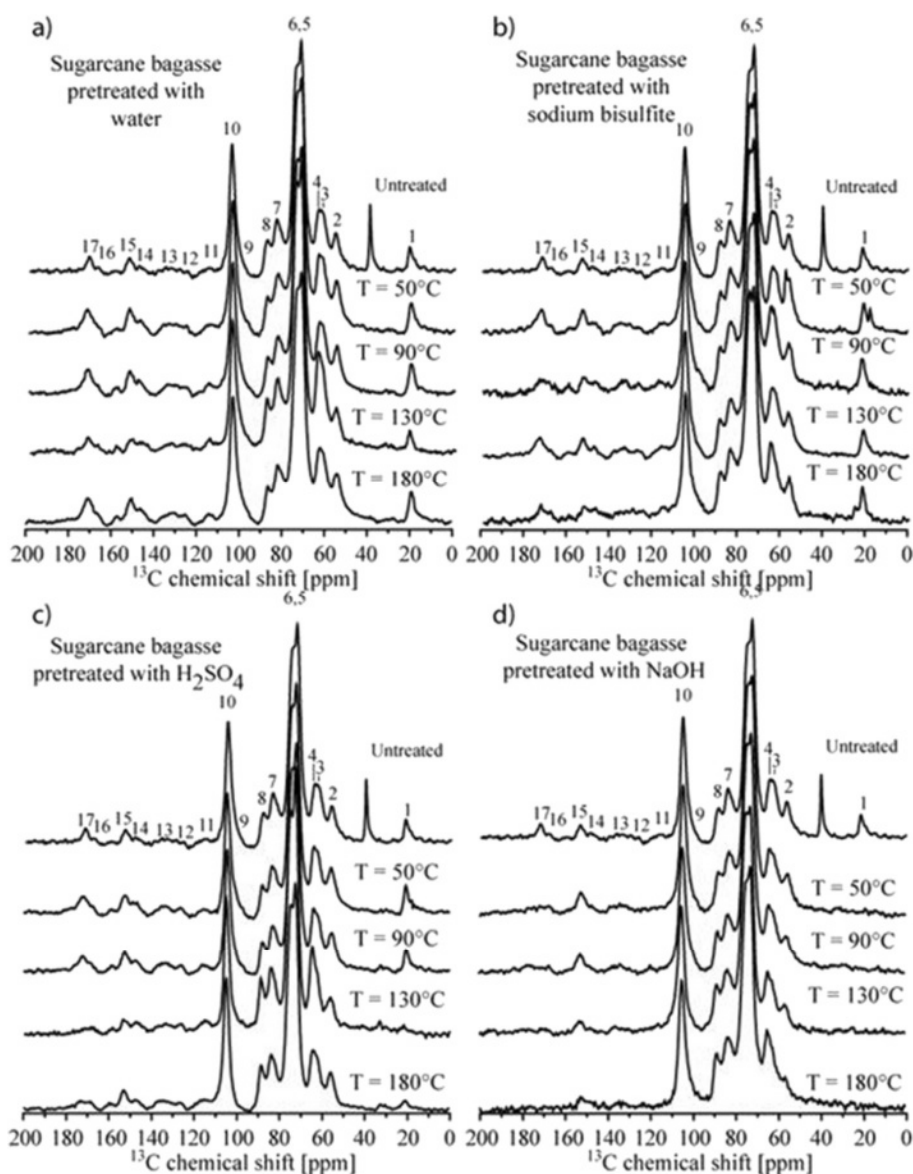 a)
6,5
Sugarcane bagasse
pretreated with
water
10
Untreated
4
3
8 7
2
17 16 15 14 13 12 11 9
1
T = 50°C
T = 90°C
T = 130°C
T = 180°C
200 180 160 140 120 100 80 60 40 20 0
¹³C chemical shift [ppm]
b)
6,5
Sugarcane bagasse
pretreated with
sodium bisulfite
10
Untreated
4
3
8 7
2
17 16 15 14 13 12 11 9
1
T = 50°C
T = 90°C
T = 130°C
T = 180°C
200 180 160 140 120 100 80 60 40 20 0
¹³C chemical shift [ppm]
c)
6,5
Sugarcane bagasse
pretreated with H₂SO₄
10
Untreated
4
3
8 7
2
17 16 15 14 13 12 11 9
1
T = 50°C
T = 90°C
T = 130°C
T = 180°C
200 180 160 140 120 100 80 60 40 20 0
¹³C chemical shift [ppm]
d)
6,5
Sugarcane bagasse
pretreated with NaOH
10
Untreated
4
3
8 7
2
17 16 15 14 13 12 11 9
1
T = 50°C
T = 90°C
T = 130°C
T = 180°C
200 180 160 140 120 100 80 60 40 20 0
¹³C chemical shift [ppm]